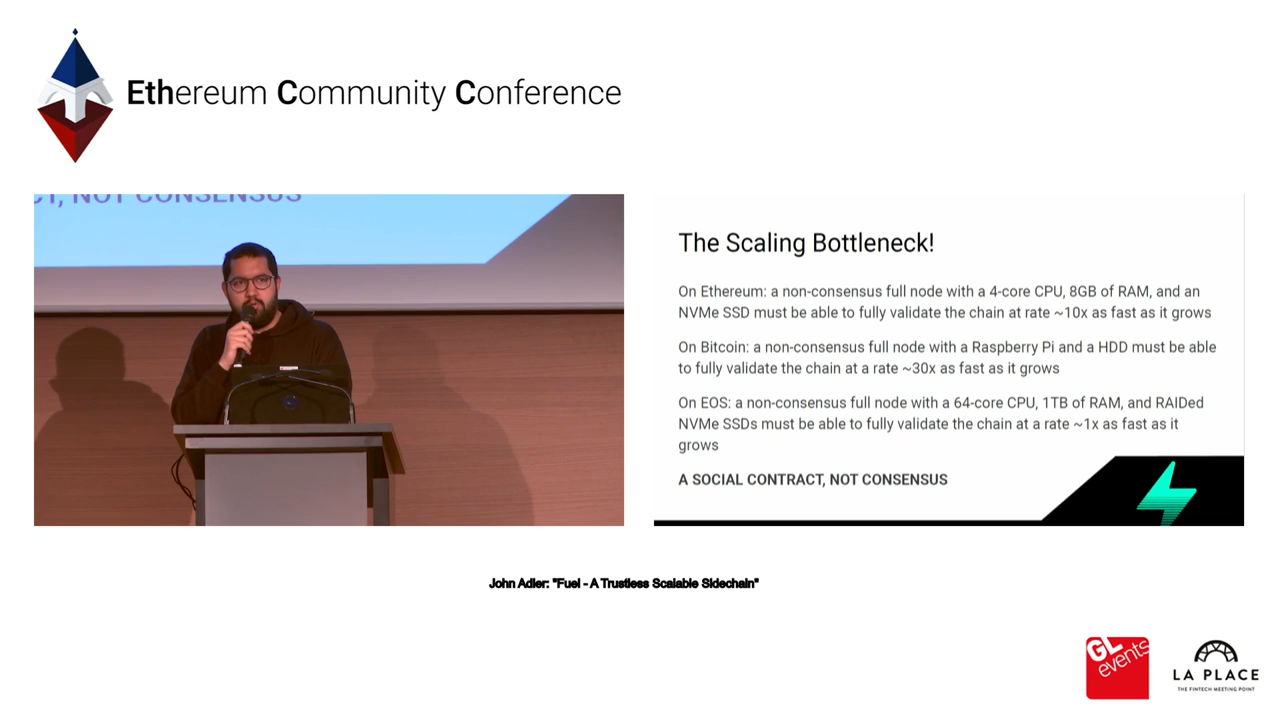 Ethereum Community Conference
CT, NOT CONSENSUS
The Scaling Bottleneck!
On Ethereum: a non-consensus full node with a 4-core CPU, 8GB of RAM, and an
NVMe SSD must be able to fully validate the chain at rate ~10x as fast as it grows
On Bitcoin: a non-consensus full node with a Raspberry Pi and a HDD must be able
to fully validate the chain at a rate ~30x as fast as it grows
On EOS: a non-consensus full node with a 64-core CPU, 1TB of RAM, and RAIDed
NVMe SSDs must be able to fully validate the chain at a rate ~1x as fast as it
grows
A SOCIAL CONTRACT, NOT CONSENSUS
John Adler: "Fuel - A Trustless Scalable Sidechain"
GL
events
LA PLACE
THE FINTECH MEETING POINT